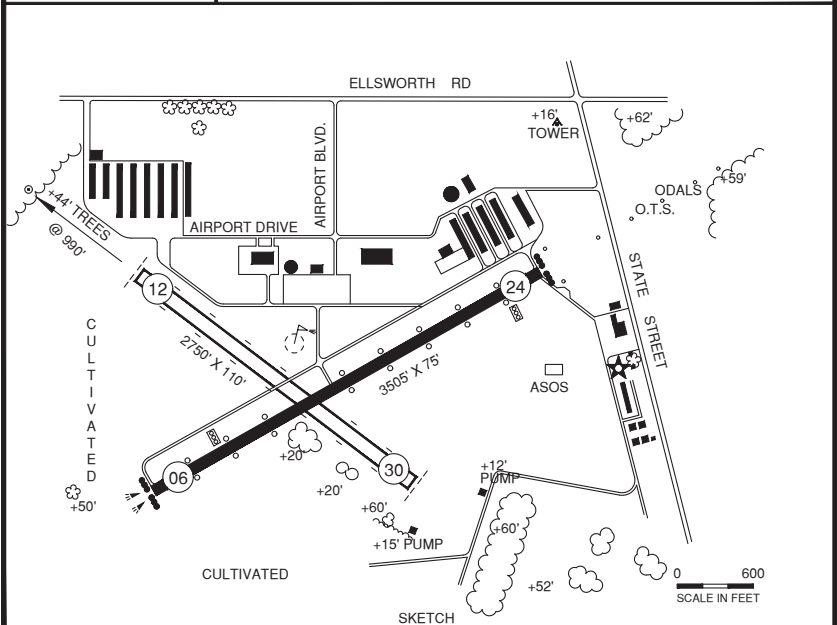 ELLSWORTH RD
+16'
TOWER
+62'
AIRPORT BLVD.
+59'
ODALS
O.T.S.
+44' TREES
@ 990'
AIRPORT DRIVE
STATE STREET
12
24
2750' X 110'
3505' X 75'
CULTIVATED
ASOS
06
30
+20'
+20'
+12'
PUMP
+50'
+60'
+60'
+15' PUMP
CULTIVATED
+52'
0 600
SCALE IN FEET
SKETCH